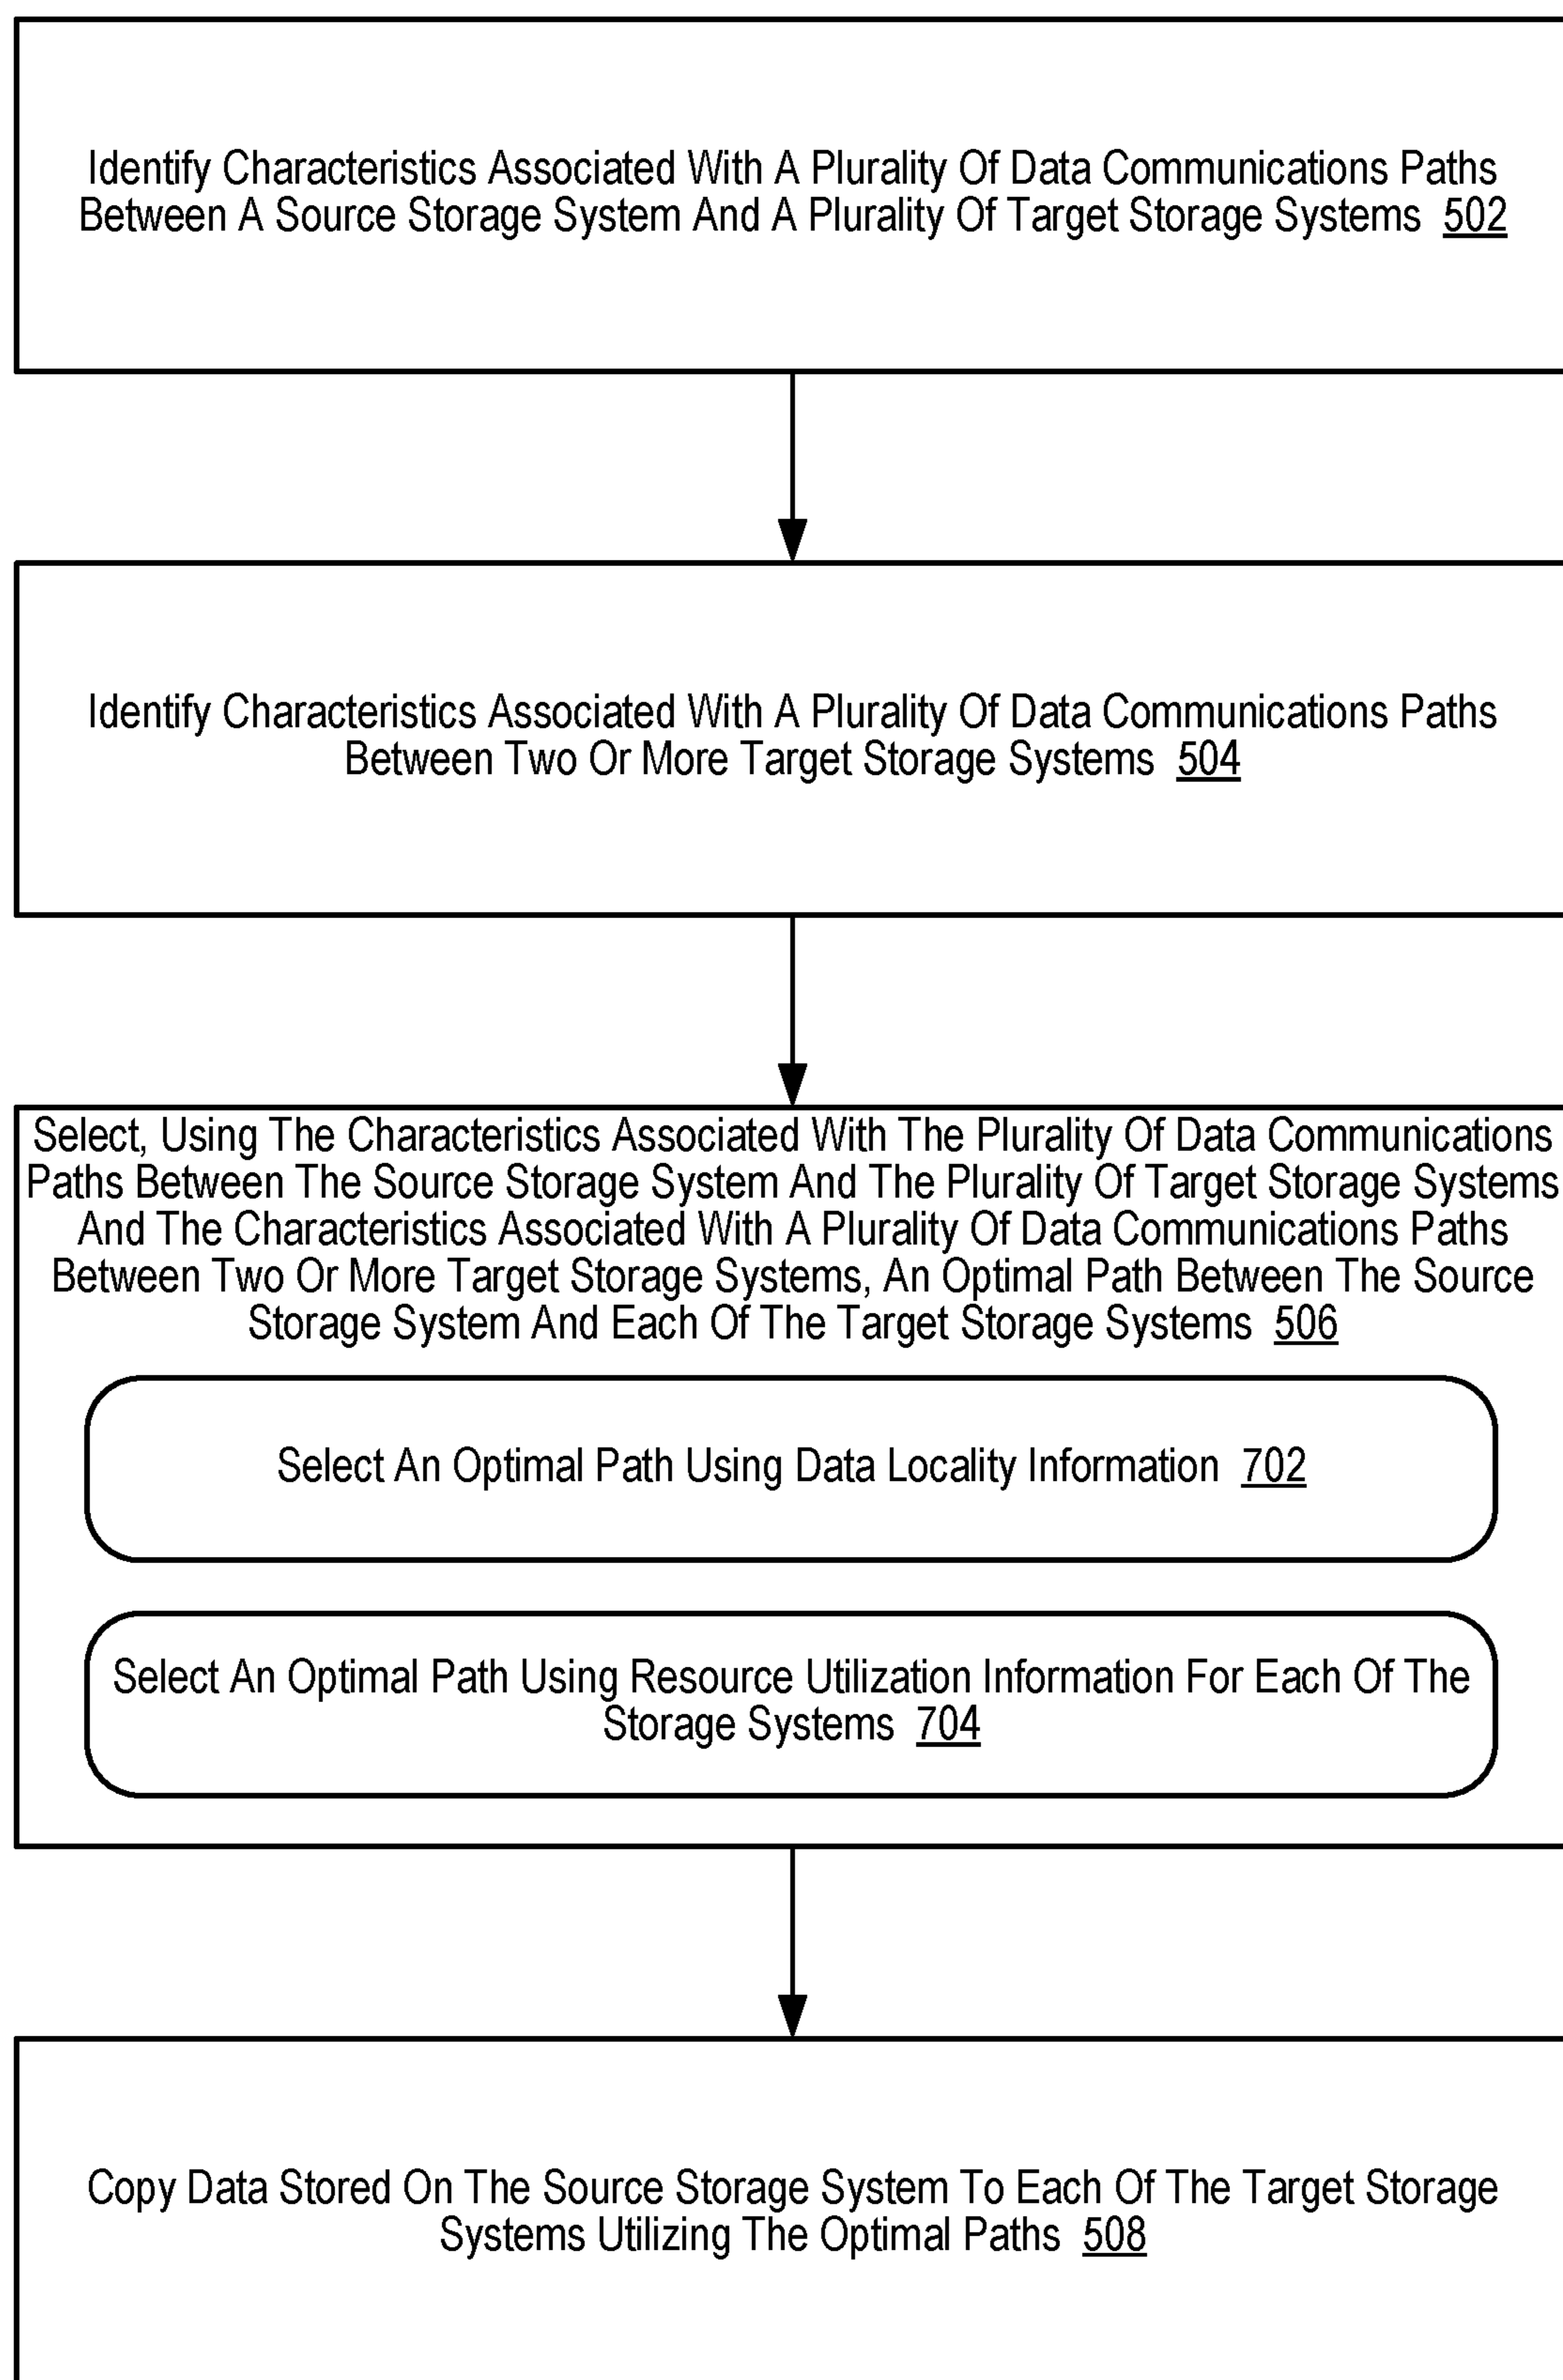 Identify Characteristics Associated With A Plurality Of Data Communications Paths
Between A Source Storage System And A Plurality Of Target Storage Systems 502
Identify Characteristics Associated With A Plurality Of Data Communications Paths
Between Two Or More Target Storage Systems 504
Select, Using The Characteristics Associated With The Plurality Of Data Communications
Paths Between The Source Storage System And The Plurality Of Target Storage Systems
And The Characteristics Associated With A Plurality Of Data Communications Paths
Between Two Or More Target Storage Systems, An Optimal Path Between The Source
Storage System And Each Of The Target Storage Systems 506
Select An Optimal Path Using Data Locality Information 702
Select An Optimal Path Using Resource Utilization Information For Each Of The
Storage Systems 704
Copy Data Stored On The Source Storage System To Each Of The Target Storage
Systems Utilizing The Optimal Paths 508